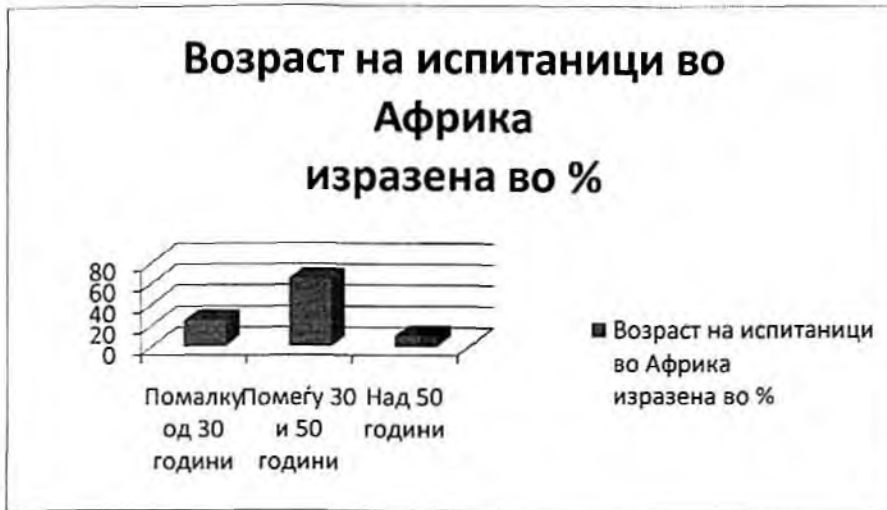 Возраст на испитаници во
Африка
изразена во %
80
60
40
20
0
Помалку Помеѓу 30 Над 50
од 30 и 50 години
години години
Возраст на испитаници
во Африка
изразена во %